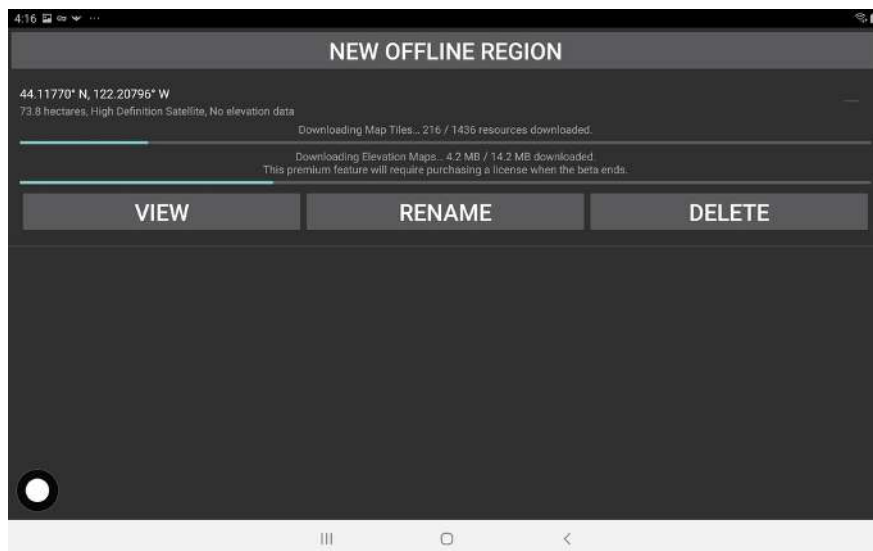 4:16
NEW OFFLINE REGION
44.11770° N, 122.20796° W
73.8 hectares, High Definition Satellite, No elevation data
Downloading Map Tiles... 216 / 1436 resources downloaded.
Downloading Elevation Maps... 4.2 MB / 14.2 MB downloaded.
This premium feature will require purchasing a license when the beta ends.
VIEW RENAME DELETE